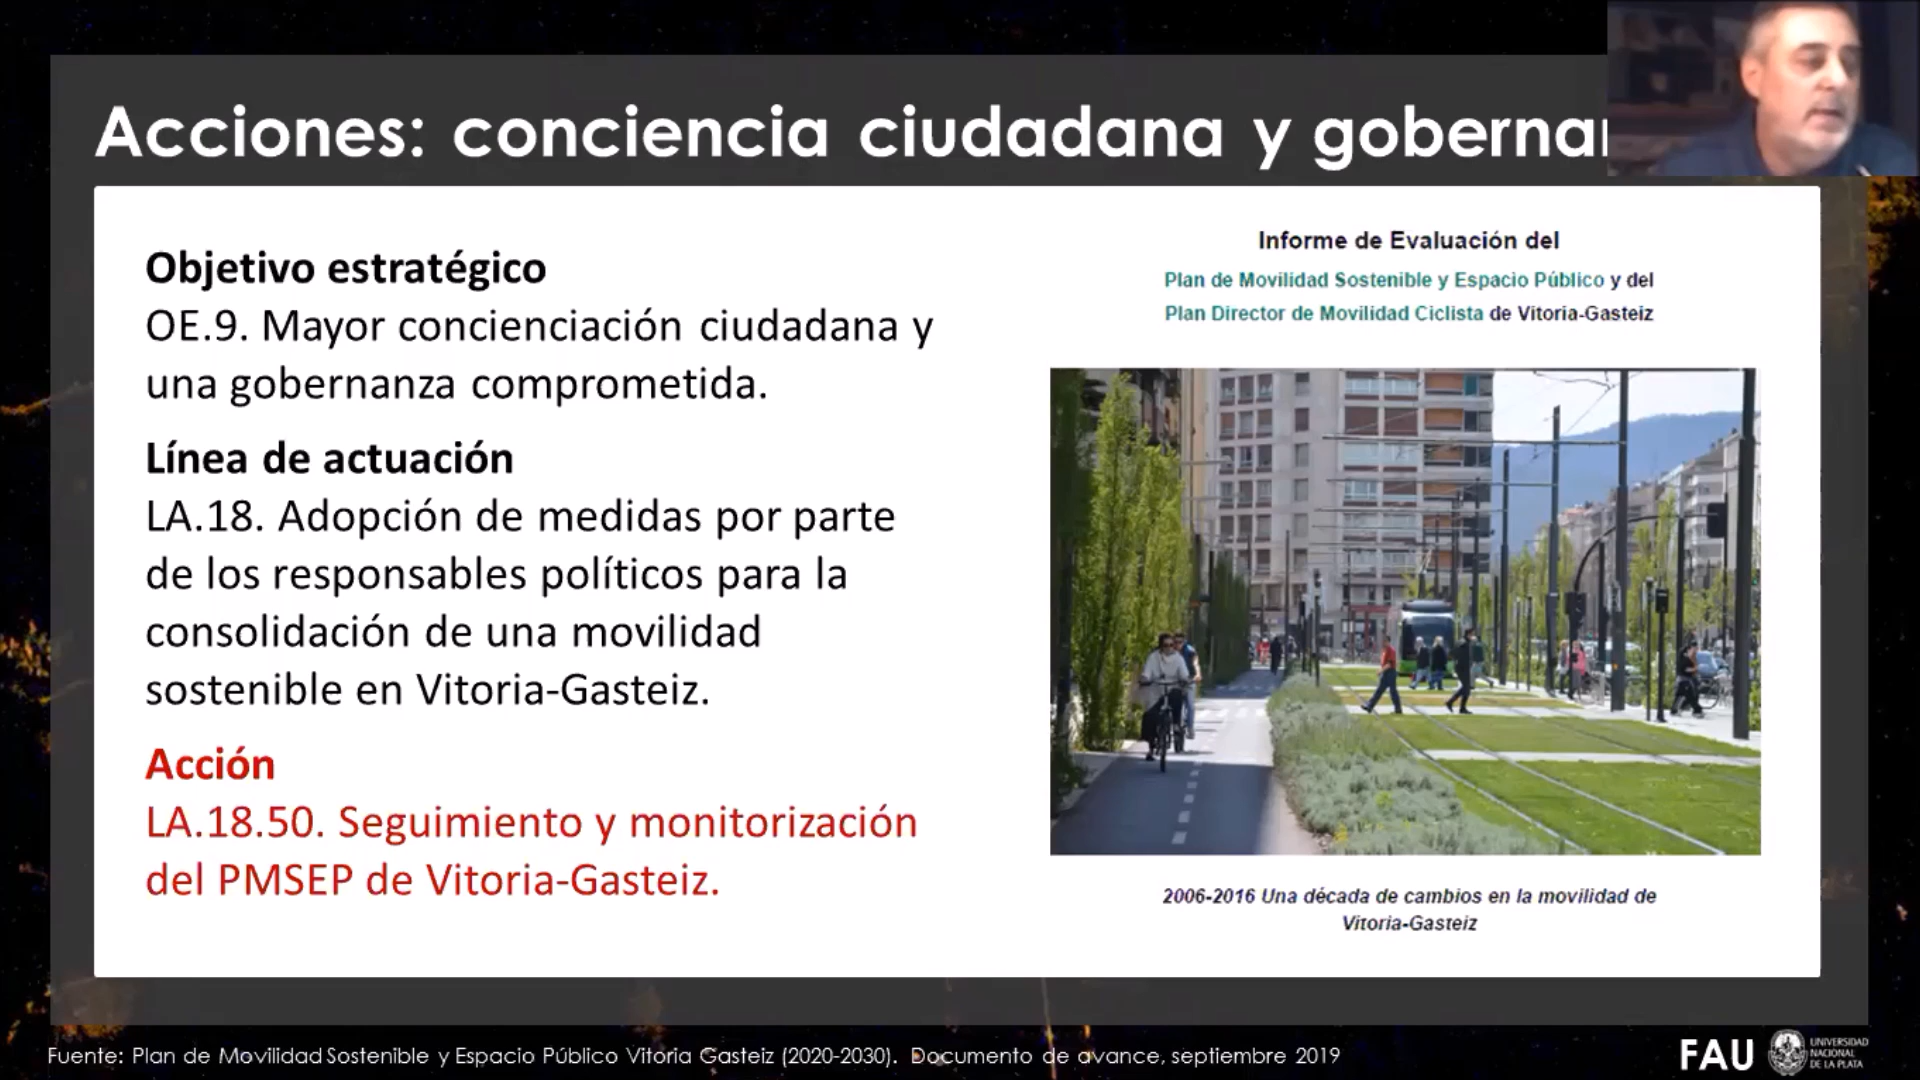 Acciones: conciencia ciudadana y goberna
Objetivo estratégico
OE.9. Mayor concienciación ciudadana y
una gobernanza comprometida.
Línea de actuación
LA.18. Adopción de medidas por parte
de los responsables políticos para la
consolidación de una movilidad
sostenible en Vitoria-Gasteiz.
Acción
LA.18.50. Seguimiento y monitorización
del PMSEP de Vitoria-Gasteiz.
Informe de Evaluación del
Plan de Movilidad Sostenible y Espacio Público y del
Plan Director de Movilidad Ciclista de Vitoria-Gasteiz
2006-2016 Una década de cambios en la movilidad de
Vitoria-Gasteiz
Fuente: Plan de Movilidad Sostenible y Espacio Público Vitoria Gasteiz (2020-2030). Documento de avance, septiembre 2019
FAU
UNIVERSIDAD
NACIONAL
DE LA PLATA